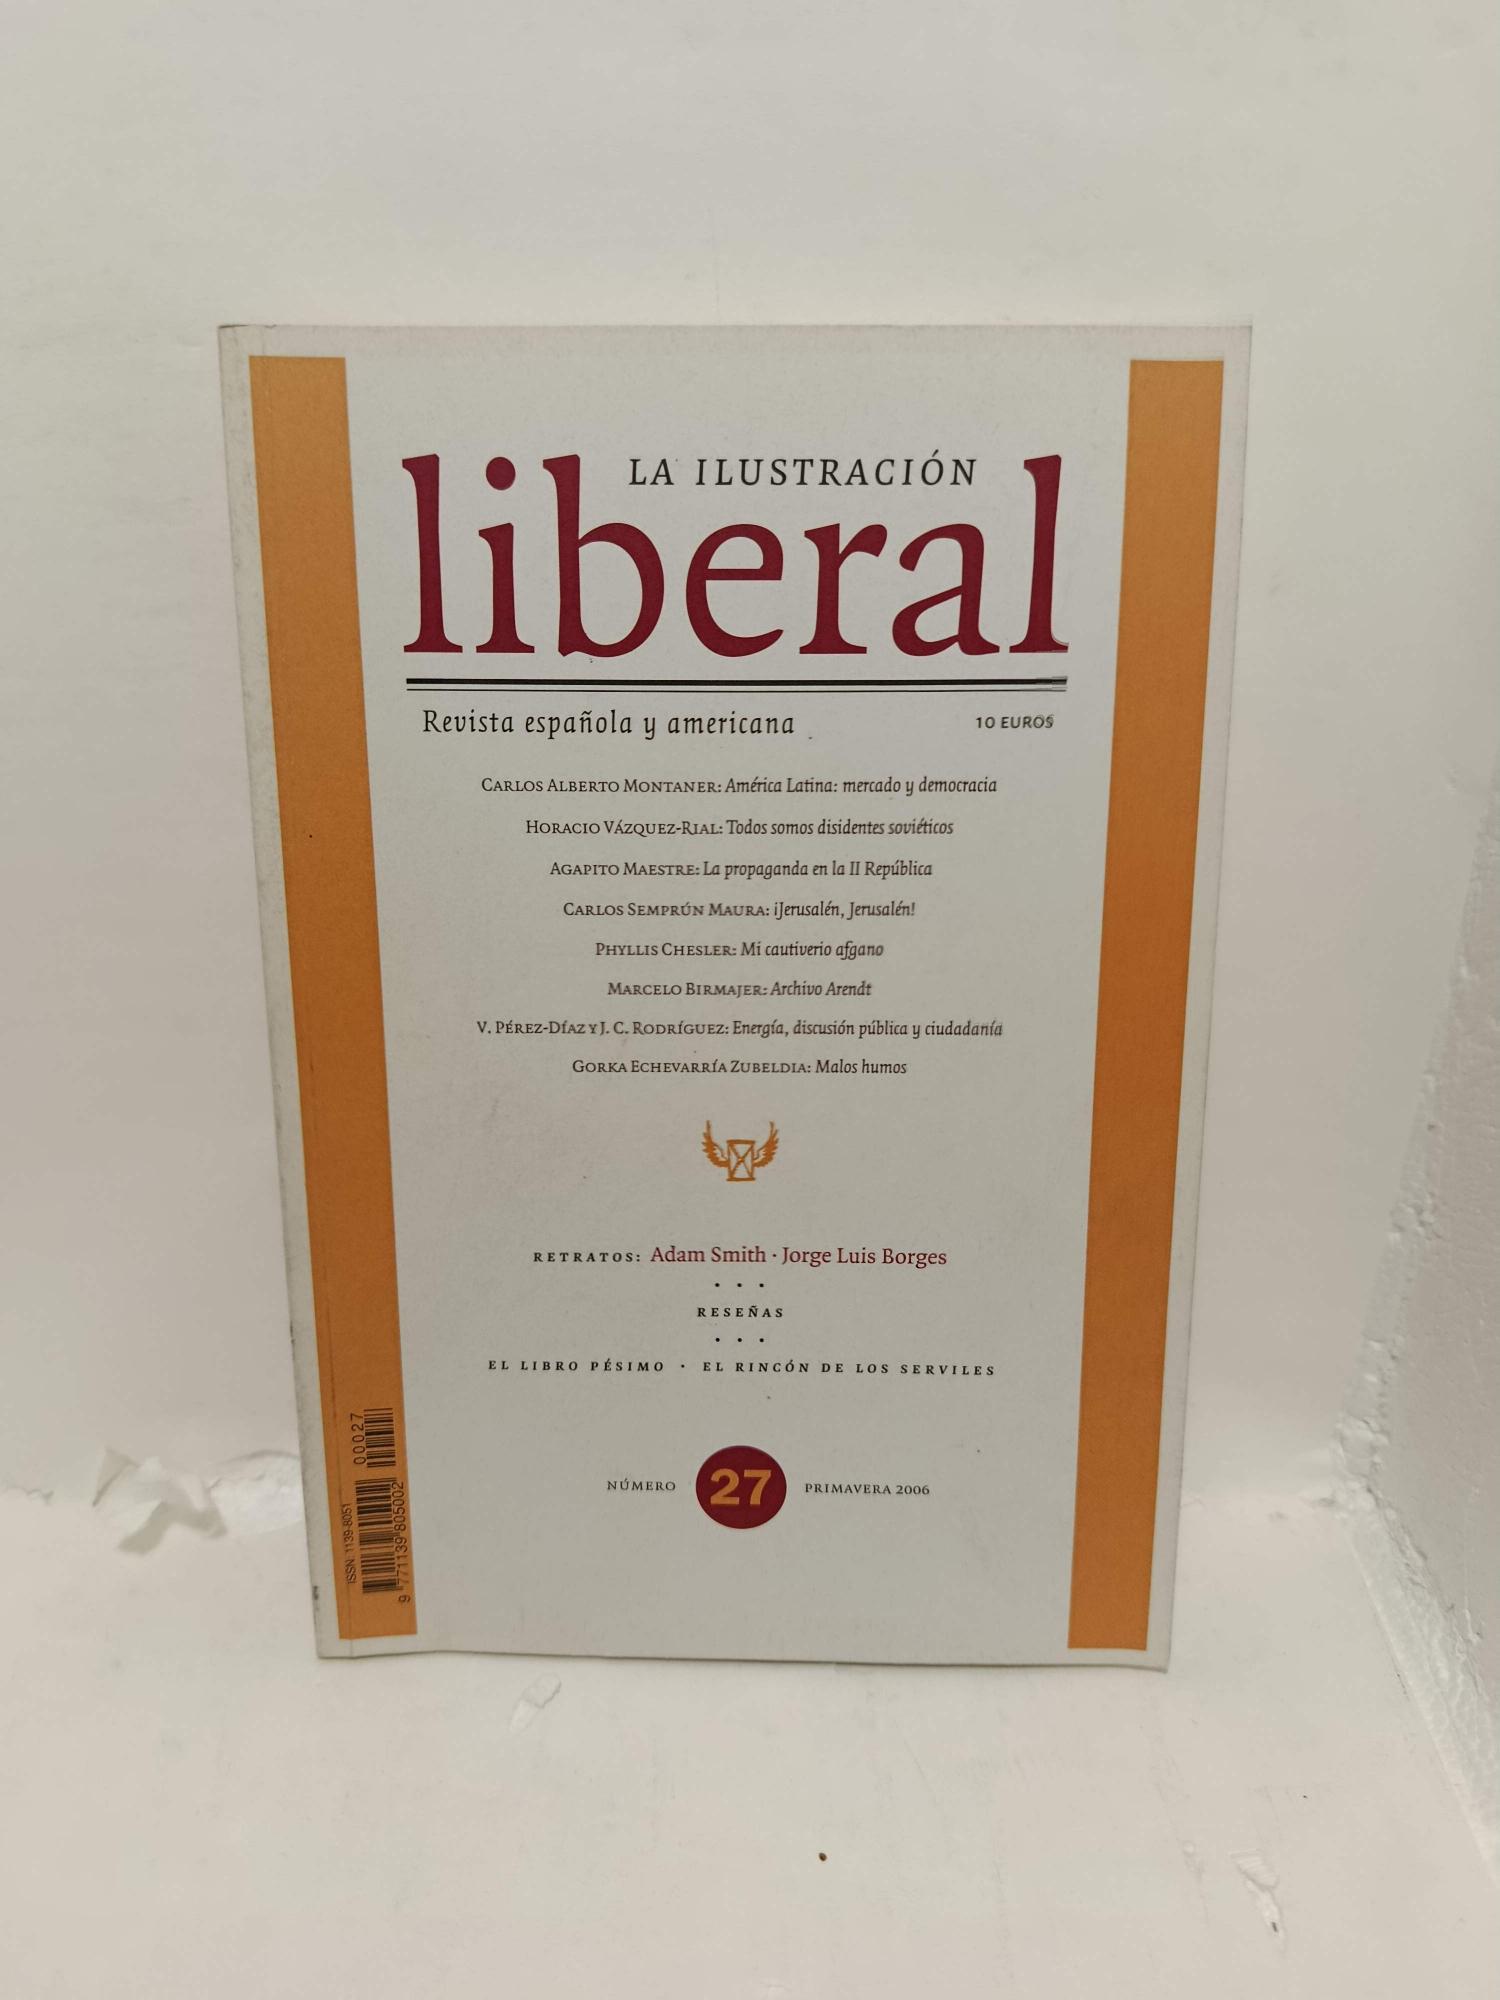 LA ILUSTRACIÓN
liberal
Revista española y americana
10 EUROS
CARLOS ALBERTO MONTANER: América Latina: mercado y democracia
HORACIO VÁZQUEZ-RIAL: Todos somos disidentes soviéticos
AGAPITO MAESTRE: La propaganda en la II República
CARLOS SEMPRÚN MAURA: ¡Jerusalén, Jerusalén!
PHYLLIS CHESLER: Mi cautiverio afgano
MARCELO BIRMAJER: Archivo Arendt
V. PÉREZ-DÍAZ Y J. C. RODRÍGUEZ: Energía, discusión pública y ciudadanía
GORKA ECHEVARRÍA ZUBELDIA: Malos humos
RETRATOS: Adam Smith · Jorge Luis Borges
RESEÑAS
EL LIBRO PÉSIMO · EL RINCÓN DE LOS SERVILES
NÚMERO 27 PRIMAVERA 2006
ISSN: 1139-8051
00027
9 771139 805002